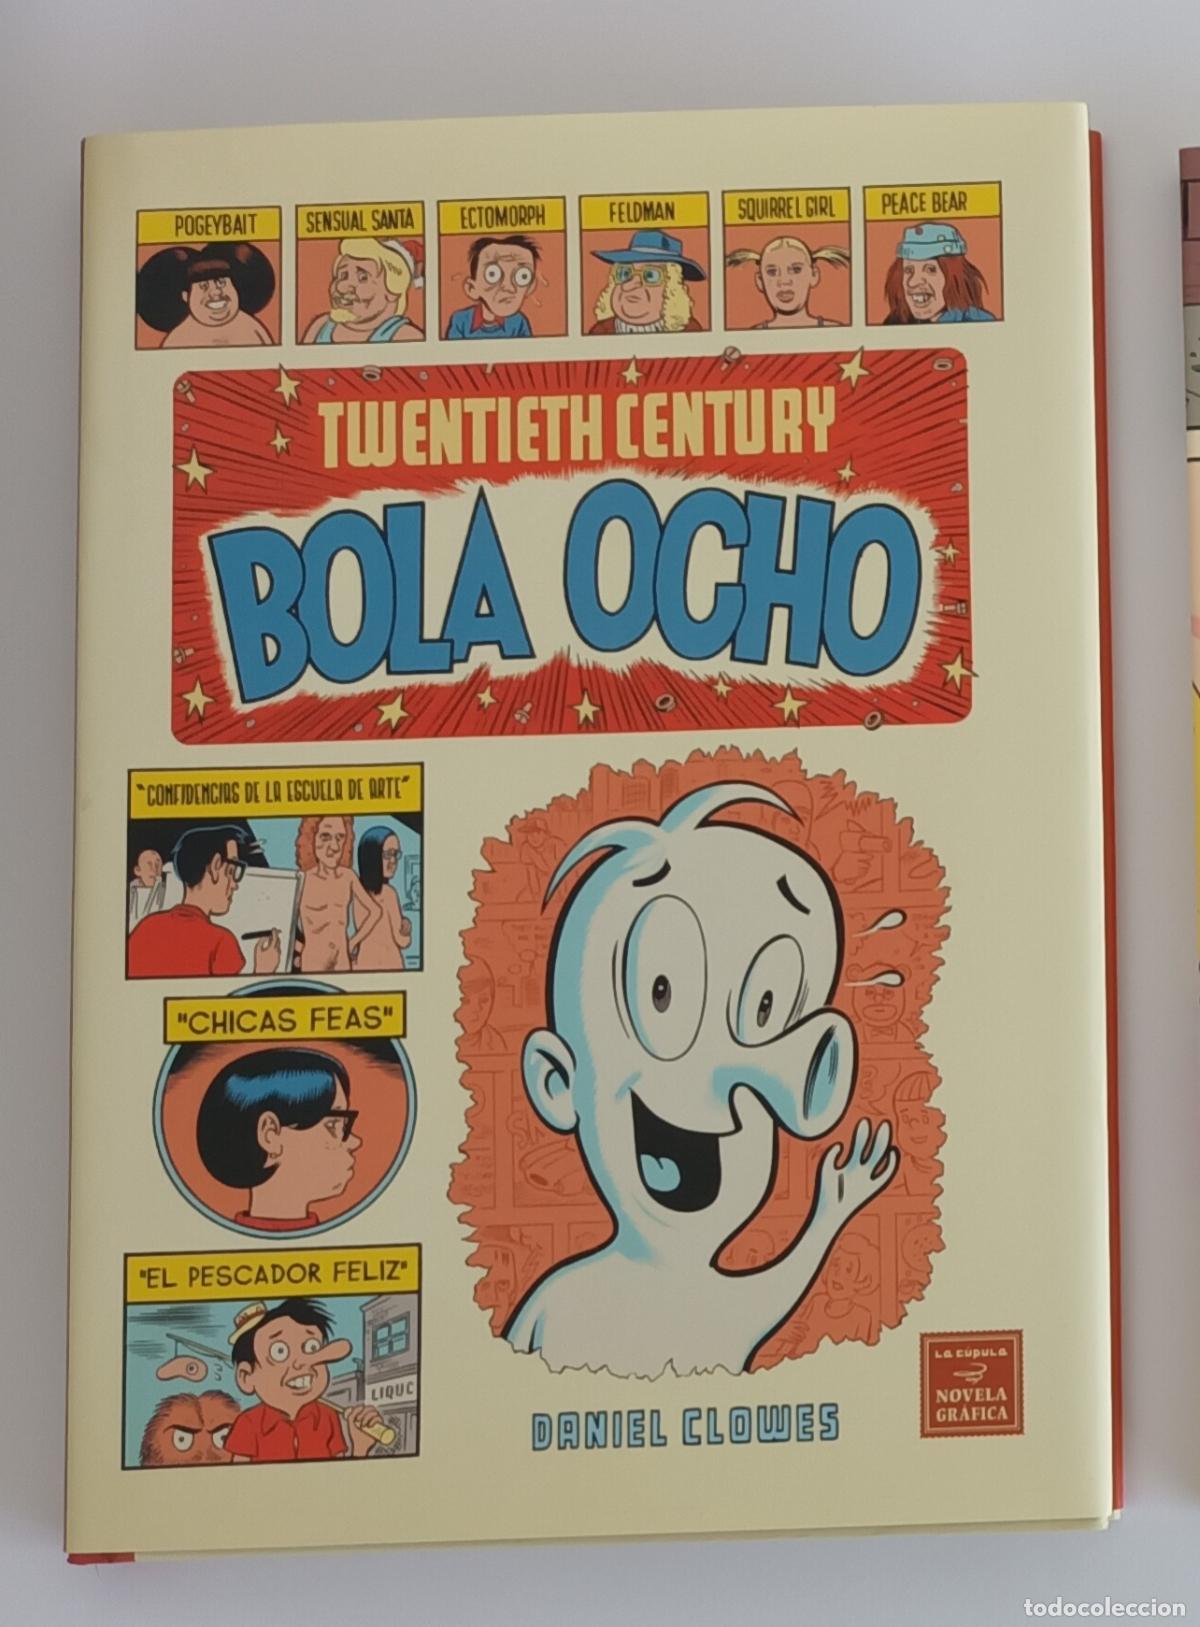 POGEYBAIT
SENSUAL SANTA
ECTOMORPH
FELDMAN
SQUIRREL GIRL
PEACE BEAR
TWENTIETH CENTURY
BOLA OCHO
"CONFIDENCIAS DE LA ESCUELA DE ARTE"
"CHICAS FEAS"
"EL PESCADOR FELIZ"
LIQUC
DANIEL CLOWES
LA CÚPULA
NOVELA
GRÁFICA
todocoleccion